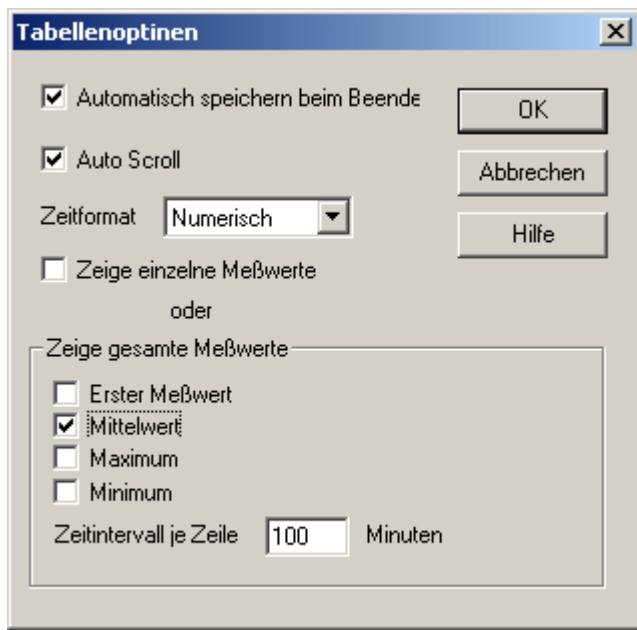 Tabellenoptinen
Automatisch speichern beim Beende
OK
Auto Scroll
Abbrechen
Zeitformat Numerisch
Hilfe
Zeige einzelne Meßwerte
oder
Zeige gesamte Meßwerte
Erster Meßwert
Mittelwert
Maximum
Minimum
Zeitintervall je Zeile 100 Minuten